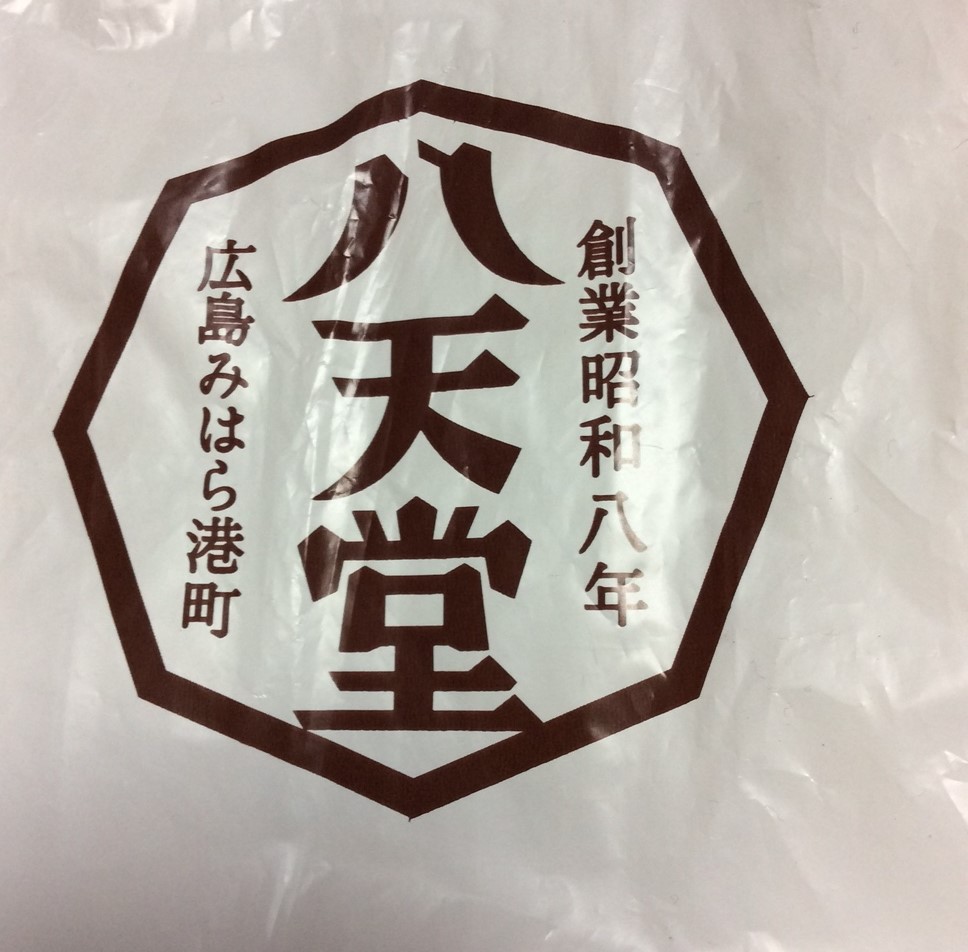 創業昭和八年
八天堂
広島みはら港町